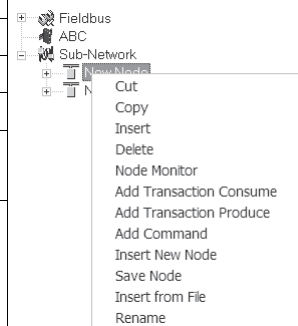 Fieldbus
ABC
Sub-Network
New Node
N
Cut
Copy
Insert
Delete
Node Monitor
Add Transaction Consume
Add Transaction Produce
Add Command
Insert New Node
Save Node
Insert from File
Rename